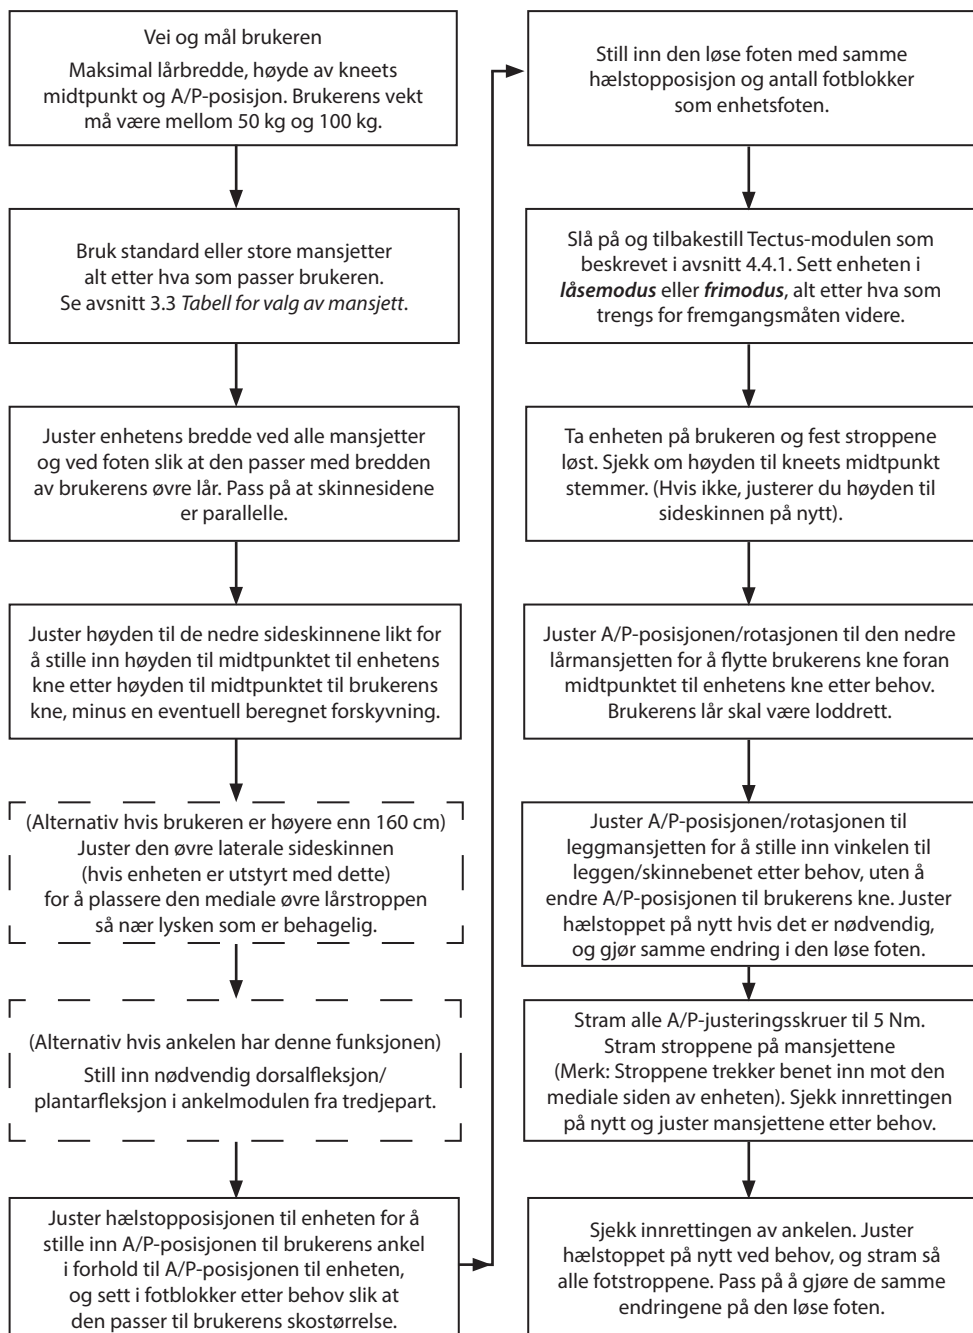 Vei og mål brukeren
Maksimal lårbredde, høyde av kneets
midtpunkt og A/P-posisjon. Brukerens vekt
må være mellom 50 kg og 100 kg.
Bruk standard eller store mansjetter
alt etter hva som passer brukeren.
Se avsnitt 3.3 Tabell for valg av mansjett.
Juster enhetens bredde ved alle mansjetter
og ved foten slik at den passer med bredden
av brukerens øvre lår. Pass på at skinnesidene
er parallelle.
Juster høyden til de nedre sideskinnene likt for
å stille inn høyden til midtpunktet til enhetens
kne etter høyden til midtpunktet til brukerens
kne, minus en eventuell beregnet forskyvning.
(Alternativ hvis brukeren er høyere enn 160 cm)
Juster den øvre laterale sideskinnen
(hvis enheten er utstyrt med dette)
for å plassere den mediale øvre lårstroppen
så nær lysken som er behagelig.
(Alternativ hvis ankelen har denne funksjonen)
Still inn nødvendig dorsalfleksjon/
plantarfleksjon i ankelmodulen fra tredjepart.
Juster hælstopposisjonen til enheten for å
stille inn A/P-posisjonen til brukerens ankel
i forhold til A/P-posisjonen til enheten,
og sett i fotblokker etter behov slik at
den passer til brukerens skostørrelse.
Still inn den løse foten med samme
hælstopposisjon og antall fotblokker
som enhetsfoten.
Slå på og tilbakestill Tectus-modulen som
beskrevet i avsnitt 4.4.1. Sett enheten i
låsemodus eller frimodus, alt etter hva som
trengs for fremgangsmåten videre.
Ta enheten på brukeren og fest stroppene
løst. Sjekk om høyden til kneets midtpunkt
stemmer. (Hvis ikke, justerer du høyden til
sideskinnen på nytt).
Juster A/P-posisjonen/rotasjonen til den nedre
lårmansjetten for å flytte brukerens kne foran
midtpunktet til enhetens kne etter behov.
Brukerens lår skal være loddrett.
Juster A/P-posisjonen/rotasjonen til
leggmansjetten for å stille inn vinkelen til
leggen/skinnebenet etter behov, uten å
endre A/P-posisjonen til brukerens kne. Juster
hælstoppet på nytt hvis det er nødvendig,
og gjør samme endring i den løse foten.
Stram alle A/P-justeringsskruer til 5 Nm.
Stram stroppene på mansjettene
(Merk: Stroppene trekker benet inn mot den
mediale siden av enheten). Sjekk innrettingen
på nytt og juster mansjettene etter behov.
Sjekk innrettingen av ankelen. Juster
hælstoppet på nytt ved behov, og stram så
alle fotstroppene. Pass på å gjøre de samme
endringene på den løse foten.